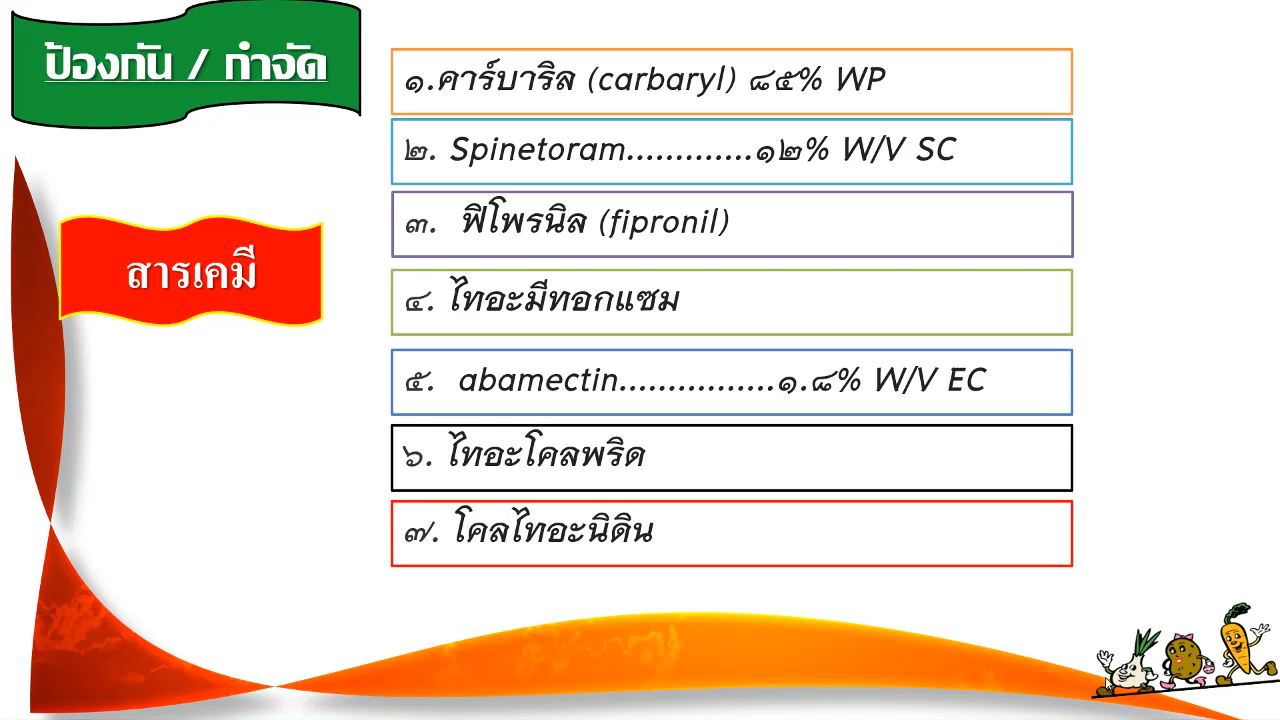 ป้องกัน / กำจัด
สารเคมี
๑.คาร์บาริล (carbaryl) ๘๕% WP
๒. Spinetoram.............๑๒% W/V SC
๓. ฟิโพรนิล (fipronil)
๔. ไทอะมีทอกแซม
๕. abamectin................๑.๘% W/V EC
๖. ไทอะโคลพริด
๗. โคลไทอะนิดิน